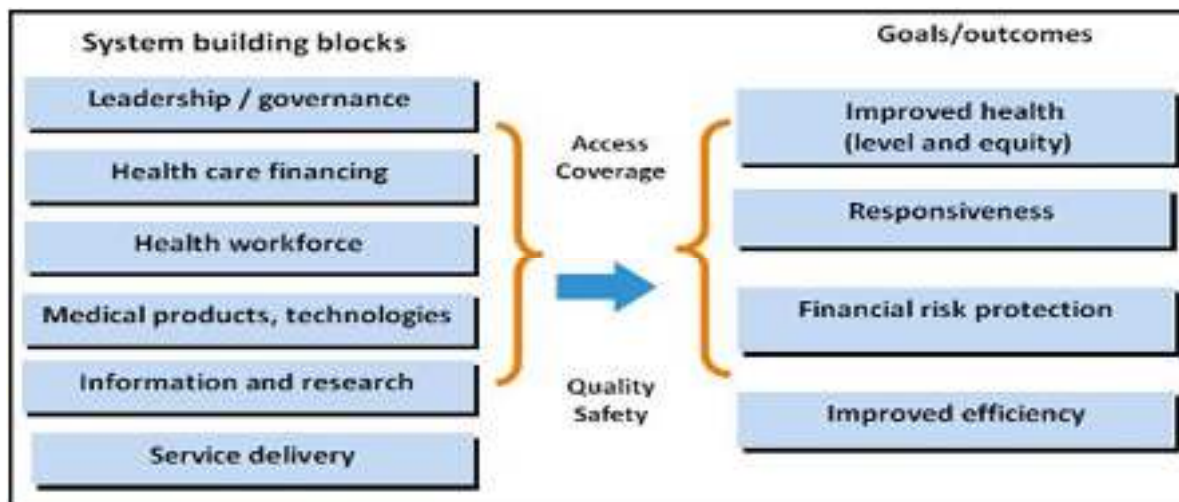 System building blocks
Leadership / governance
Health care financing
Health workforce
Medical products, technologies
Information and research
Service delivery
Access
Coverage
Quality
Safety
Goals/outcomes
Improved health
(level and equity)
Responsiveness
Financial risk protection
Improved efficiency